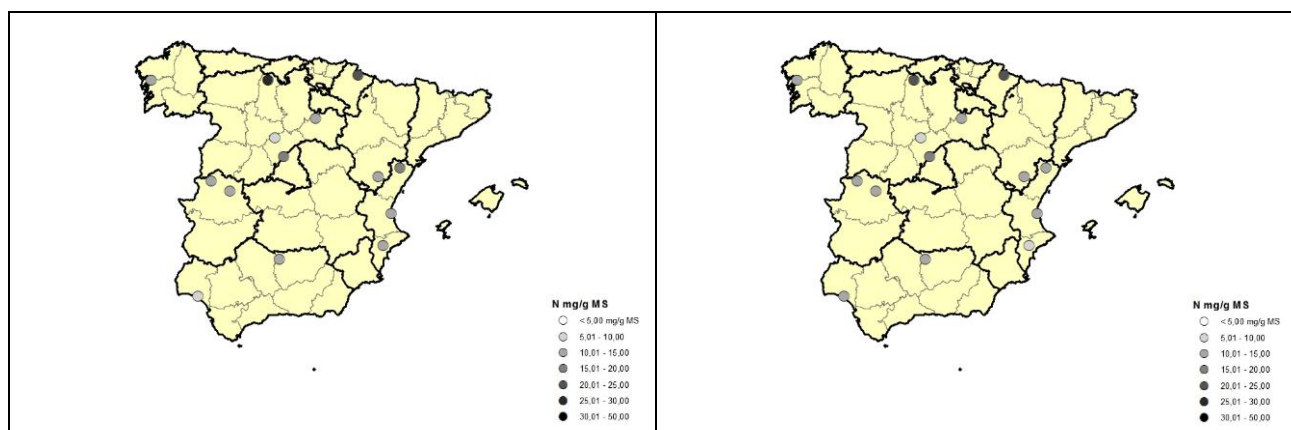 N mg/g MS
< 5,00 mg/g MS
5,01 - 10,00
10,01 - 15,00
15,01 - 20,00
20,01 - 25,00
25,01 - 30,00
30,01 - 50,00
N mg/g MS
< 5,00 mg/g MS
5,01 - 10,00
10,01 - 15,00
15,01 - 20,00
20,01 - 25,00
25,01 - 30,00
30,01 - 50,00